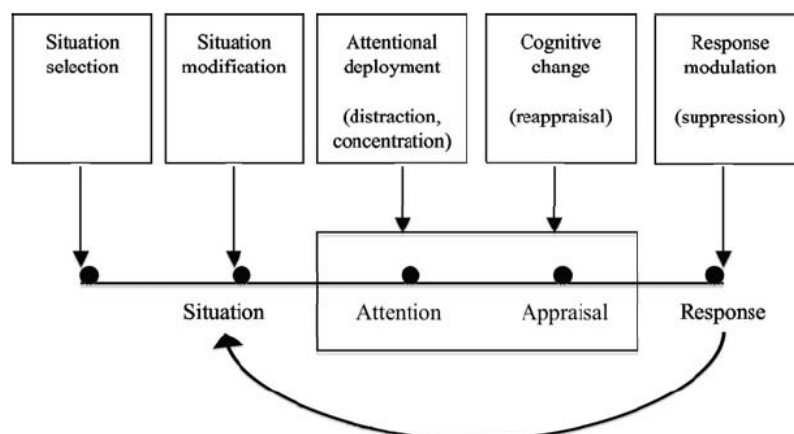 Situation
selection
Situation
modification
Attentional
deployment
(distraction,
concentration)
Cognitive
change
(reappraisal)
Response
modulation
(suppression)
Situation
Attention
Appraisal
Response